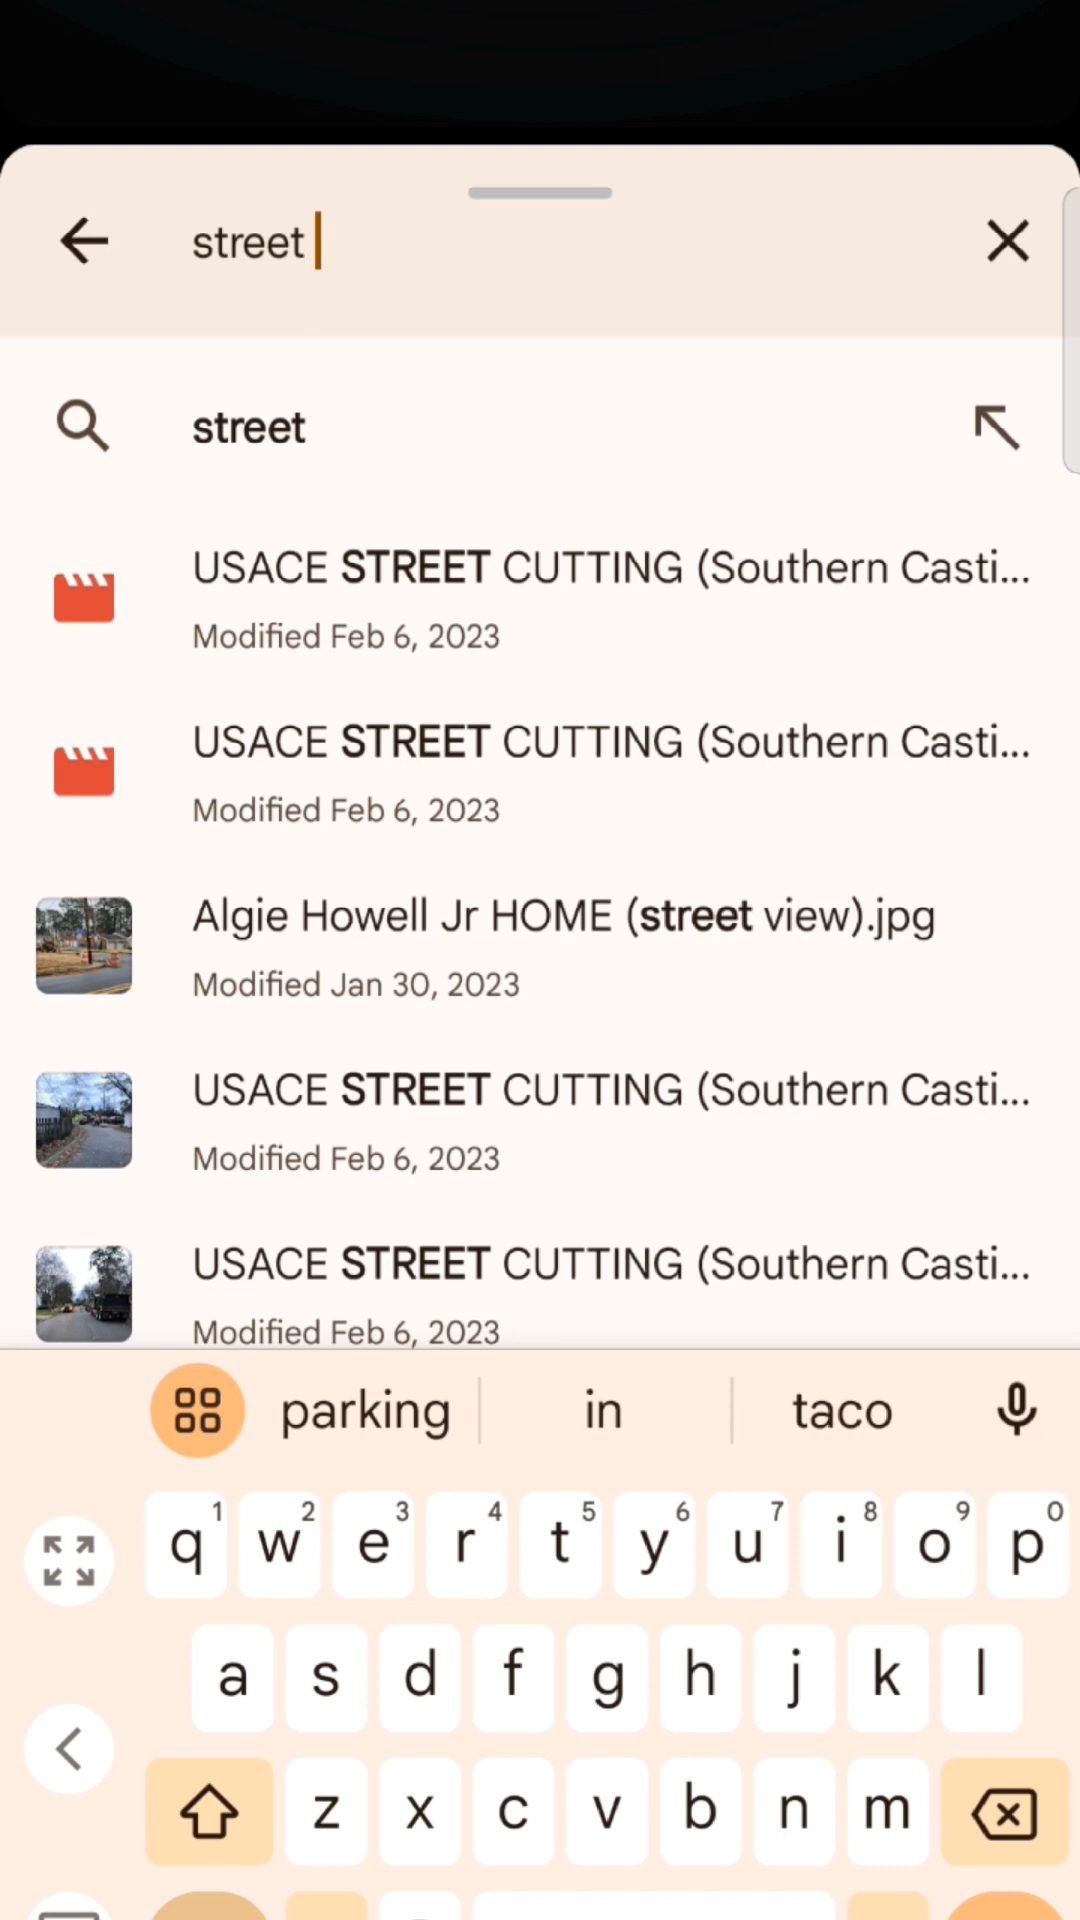 street
street
USACE STREET CUTTING (Southern Casti...
Modified Feb 6, 2023
USACE STREET CUTTING (Southern Casti...
Modified Feb 6, 2023
Algie Howell Jr HOME (street view).jpg
Modified Jan 30, 2023
USACE STREET CUTTING (Southern Casti...
Modified Feb 6, 2023
USACE STREET CUTTING (Southern Casti...
Modified Feb 6, 2023
parking in taco
1 2 3 4 5 6 7 8 9 0
q w e r t y u i o p
a s d f g h j k l
z x c v b n m